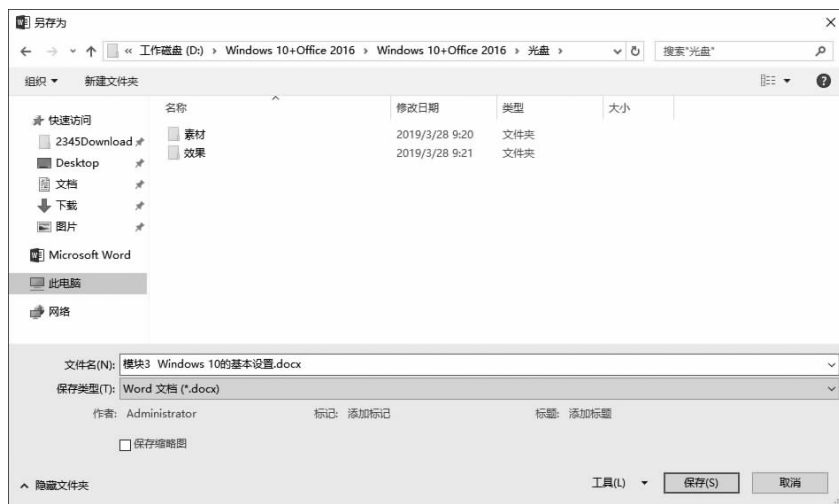 另存为
« 工作磁盘 (D:) › Windows 10+Office 2016 › Windows 10+Office 2016 › 光盘 › 搜索"光盘"
组织 新建文件夹
名称 修改日期 类型 大小
快速访问
素材 2019/3/28 9:20 文件夹
2345Download
效果 2019/3/28 9:21 文件夹
Desktop
文档
下载
图片
Microsoft Word
此电脑
网络
文件名(N): 模块3 Windows 10的基本设置.docx
保存类型(T): Word 文档 (*.docx)
作者: Administrator 标记: 添加标记 标题: 添加标题
保存缩略图
隐藏文件夹 工具(L) 保存(S) 取消